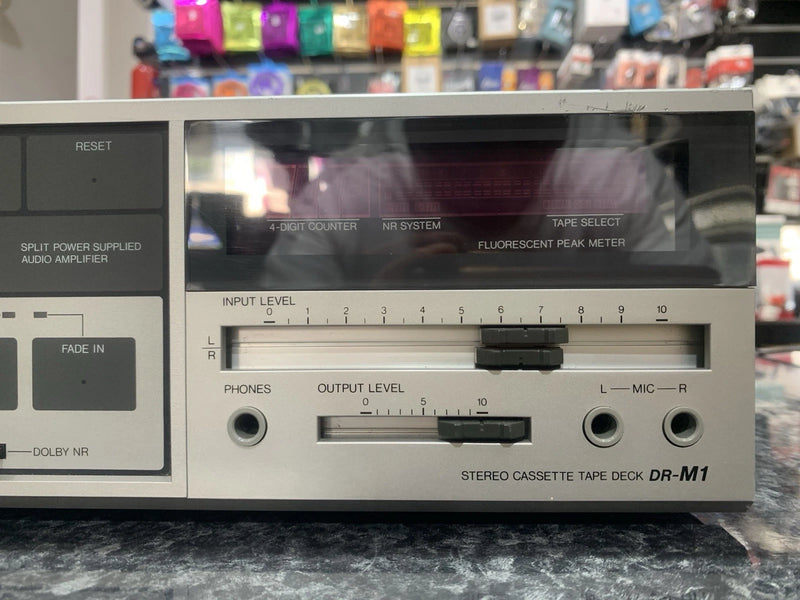 RESET
SPLIT POWER SUPPLIED
AUDIO AMPLIFIER
FADE IN
DOLBY NR
4-DIGIT COUNTER NR SYSTEM TAPE SELECT
FLUORESCENT PEAK METER
INPUT LEVEL
0 1 2 3 4 5 6 7 8 9 10
L
R
PHONES OUTPUT LEVEL L MIC R
0 5 10
STEREO CASSETTE TAPE DECK DR-M1